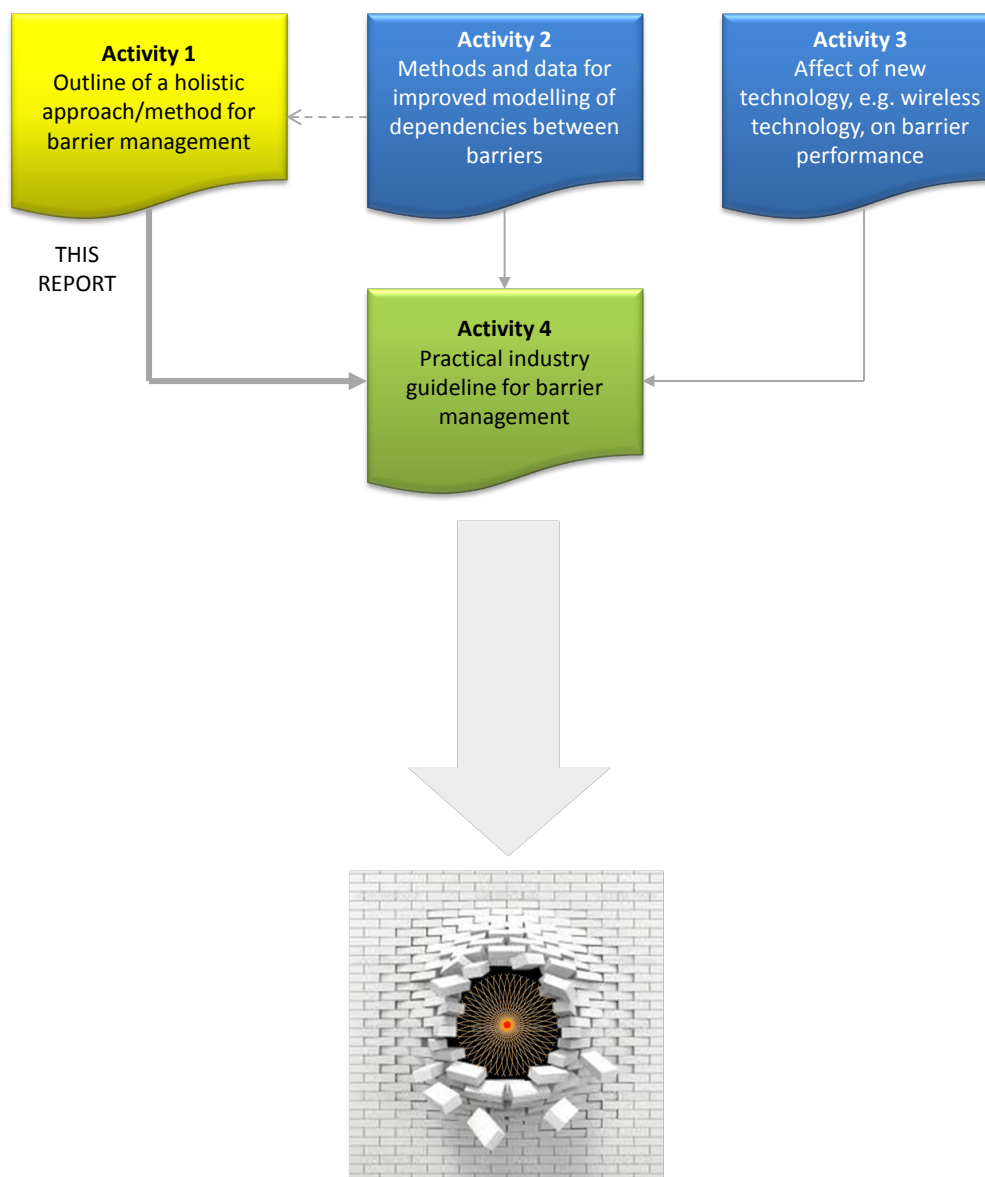 Activity 1
Outline of a holistic
approach/method for
barrier management
Activity 2
Methods and data for
improved modelling of
dependencies between
barriers
Activity 3
Affect of new
technology, e.g. wireless
technology, on barrier
performance
THIS
REPORT
Activity 4
Practical industry
guideline for barrier
management